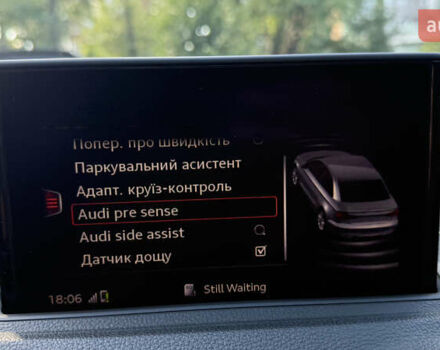 Попер. про швидкість
Паркувальний асистент
Адапт. круїз-контроль
Audi pre sense
Audi side assist
Датчик дощу
18:06
Still Waiting